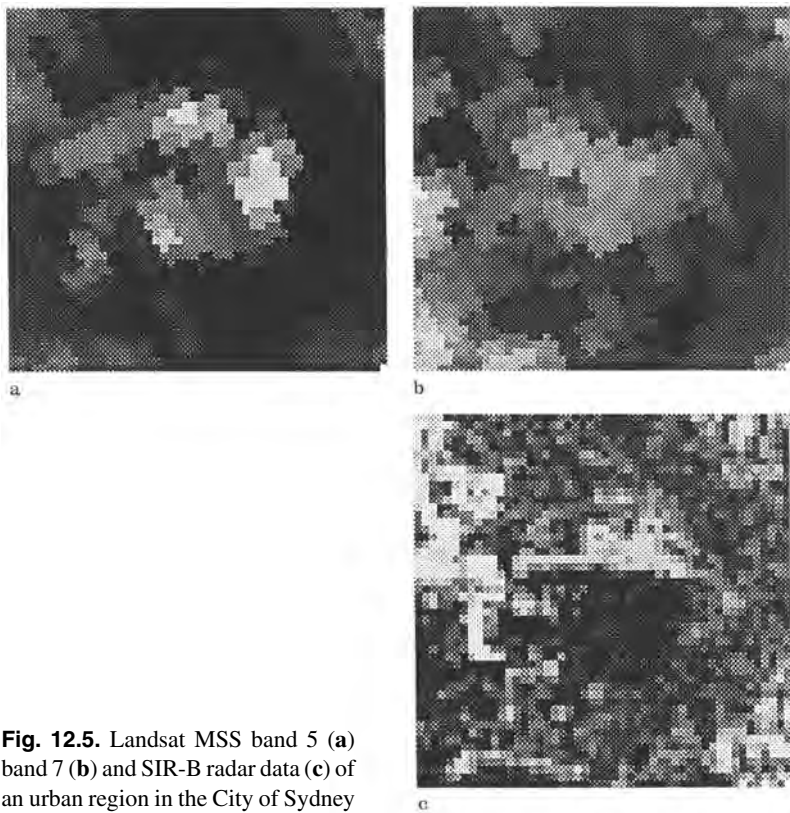 a
b
c
Fig. 12.5. Landsat MSS band 5 (a)
band 7 (b) and SIR-B radar data (c) of
an urban region in the City of Sydney